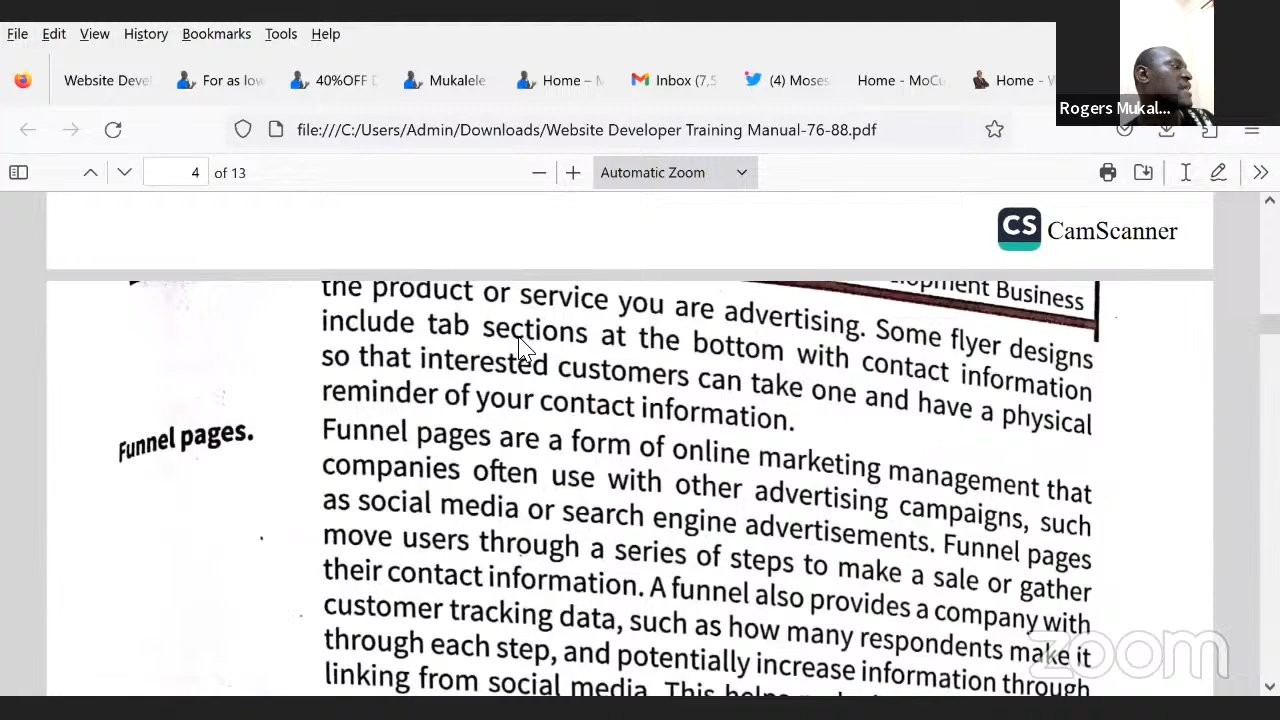 File Edit View History Bookmarks Tools Help
Website Deve For as low 40%OFF Mukalele Home – Inbox (7,5 (4) Moses Home - MoCu Home -
Rogers Mukal...
file:///C:/Users/Admin/Downloads/Website Developer Training Manual-76-88.pdf
4 of 13 Automatic Zoom
CS CamScanner
Business
the product or service you are advertising. Some flyer designs
include tab sections at the bottom with contact information
so that interested customers can take one and have a physical
reminder of your contact information.
Funnel pages.
Funnel pages are a form of online marketing management that
companies often use with other advertising campaigns, such
as social media or search engine advertisements. Funnel pages
move users through a series of steps to make a sale or gather
their contact information. A funnel also provides a company with
customer tracking data, such as how many respondents make it
through each step, and potentially increase information through
linking from social media. This helps
zoom